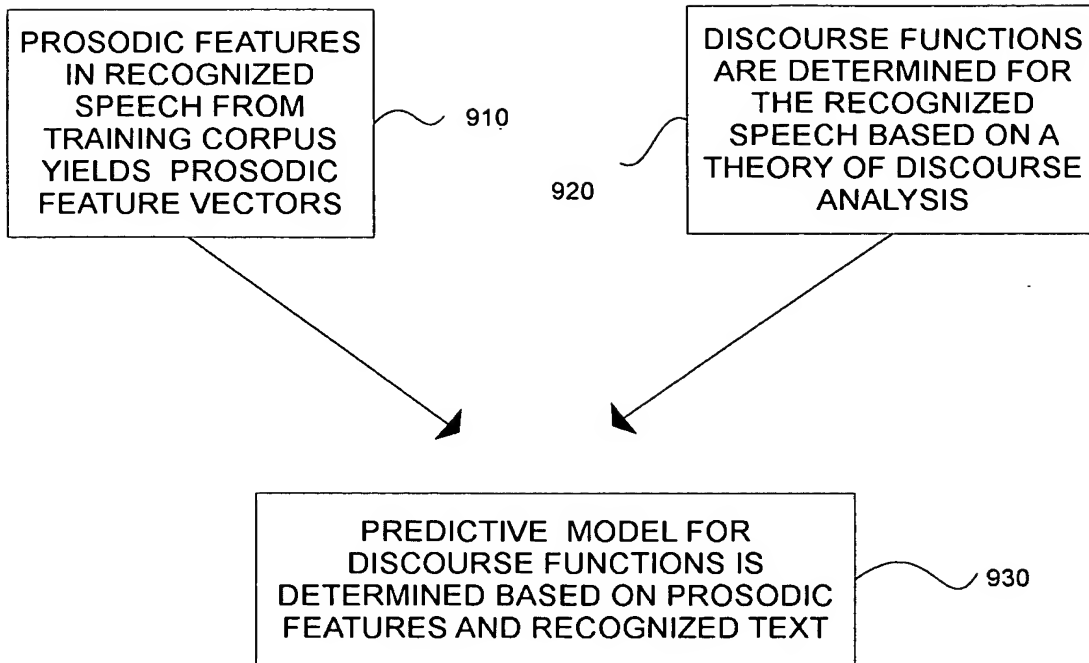 PROSODIC FEATURES
IN RECOGNIZED
SPEECH FROM
TRAINING CORPUS
YIELDS PROSODIC
FEATURE VECTORS
910
DISCOURSE FUNCTIONS
ARE DETERMINED FOR
THE RECOGNIZED
SPEECH BASED ON A
THEORY OF DISCOURSE
ANALYSIS
920
PREDICTIVE MODEL FOR
DISCOURSE FUNCTIONS IS
DETERMINED BASED ON PROSODIC
FEATURES AND RECOGNIZED TEXT
930